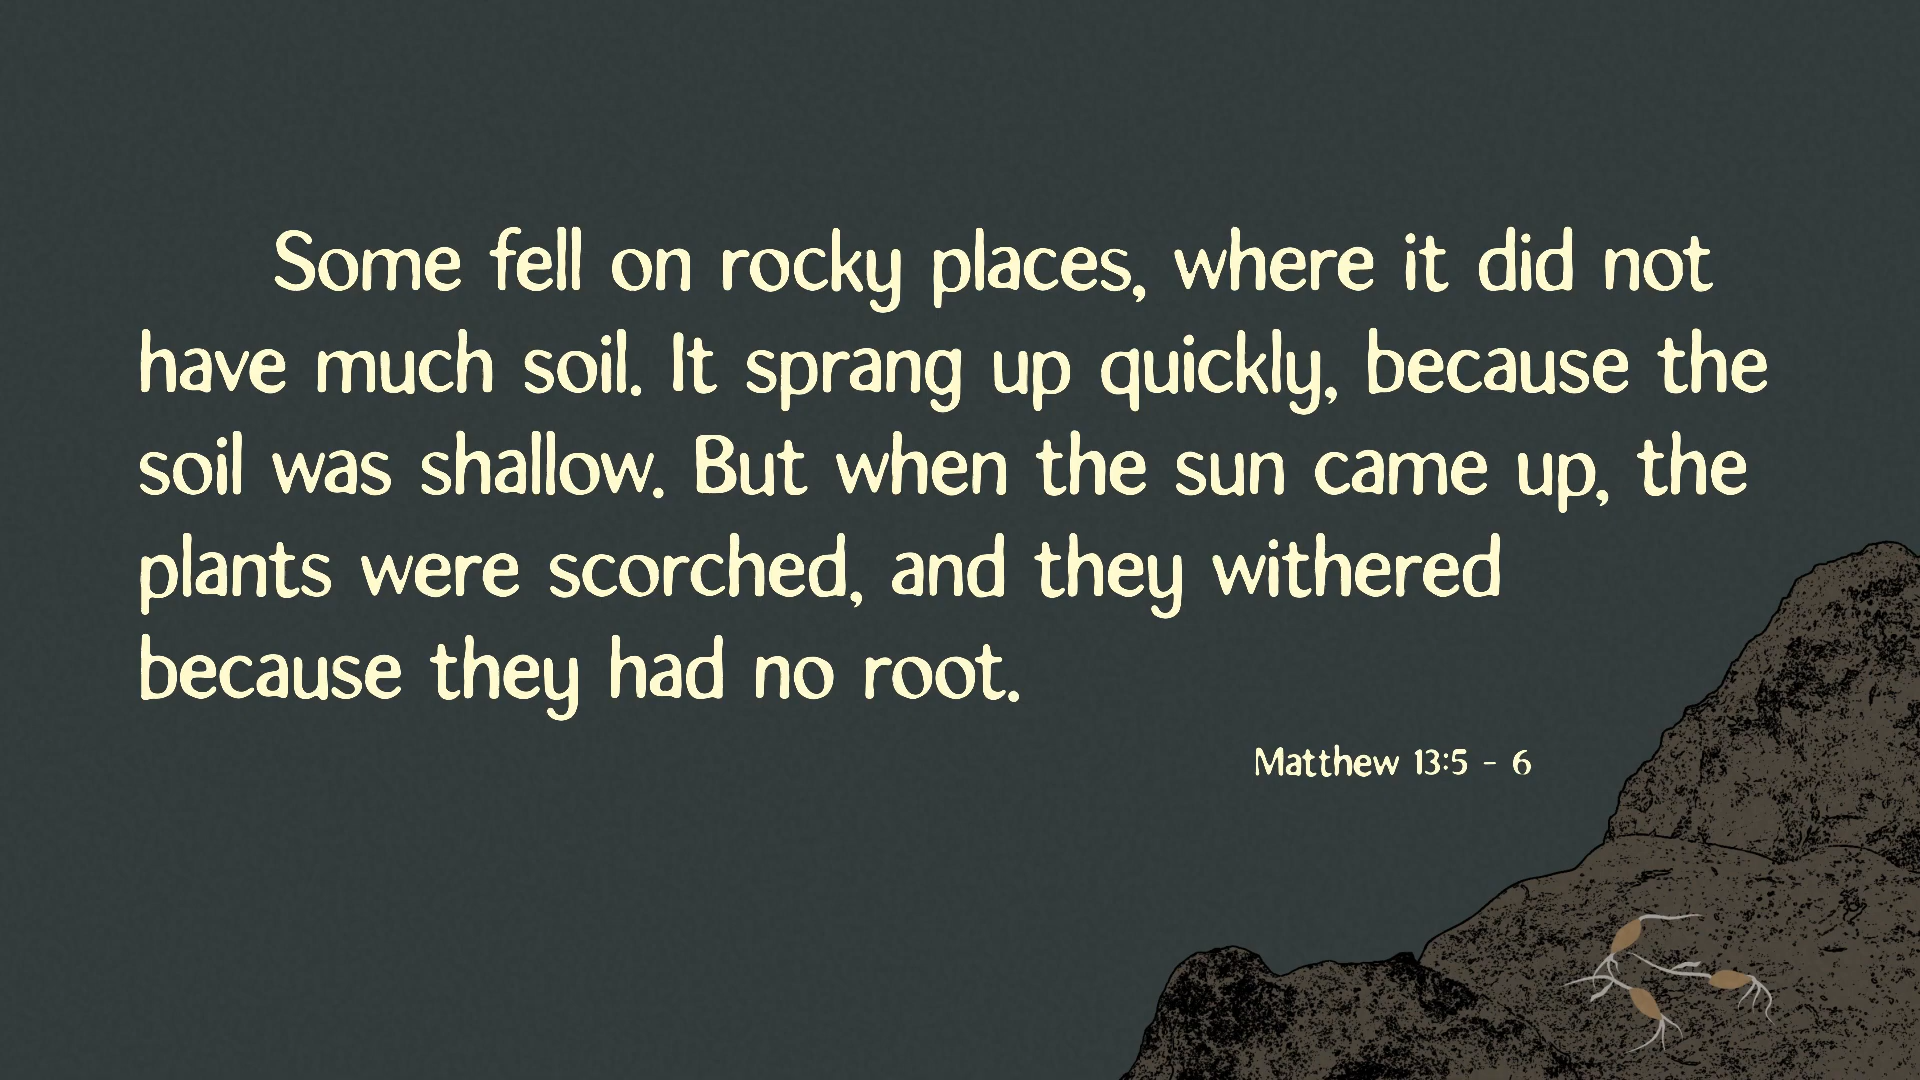 Some fell on rocky places, where it did not
have much soil. It sprang up quickly, because the
soil was shallow. But when the sun came up, the
plants were scorched, and they withered
because they had no root.
Matthew 13:5 - 6